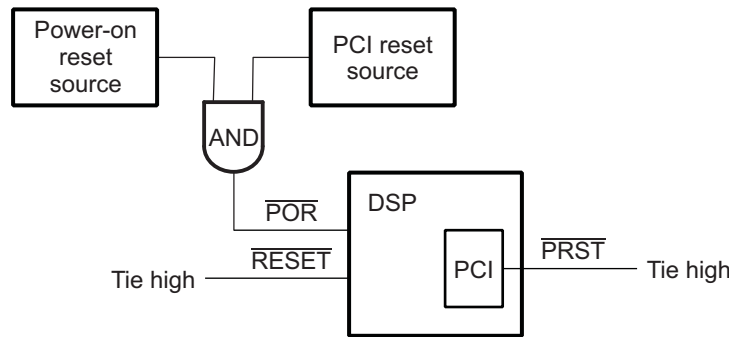 Power-on
reset
source
PCI reset
source
AND
POR
DSP
RESET
PRST
Tie high
PCI
Tie high